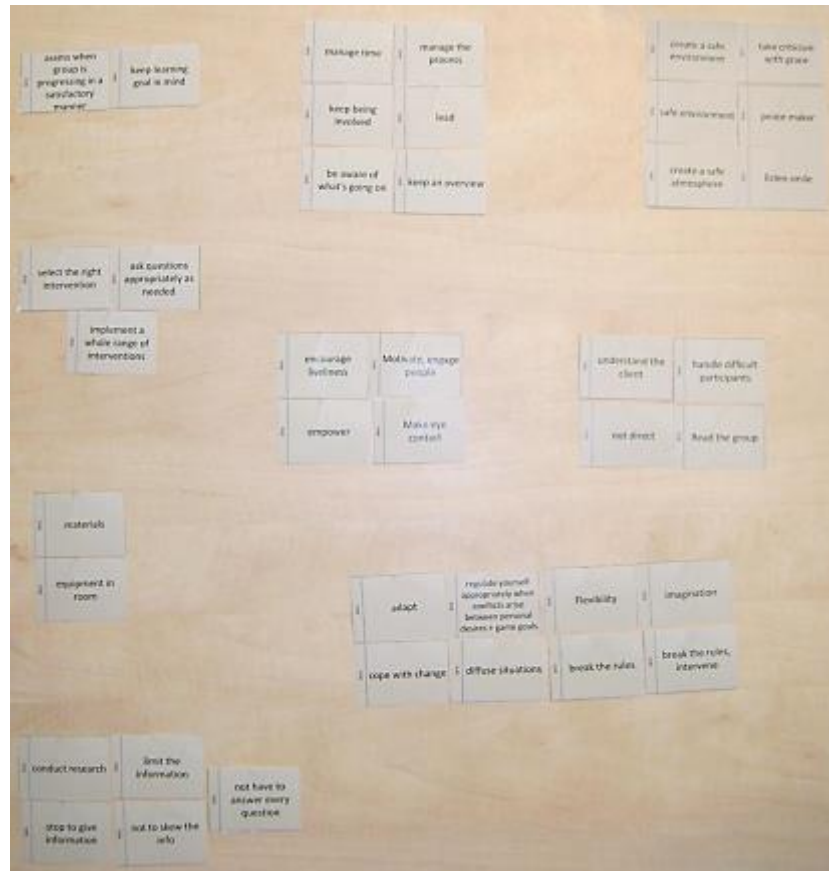 assess when
group is
progressing in a
satisfactory
manner
keep learning
goal in mind
manage time
manage the
process
keep being
involved
lead
be aware of
what's going on
keep an overview
create a safe
environment
take criticism
with grace
safe environment
peace maker
create a safe
atmosphere
listen smile
select the right
intervention
ask questions
appropriately as
needed
implement a
whole range of
interventions
encourage
liveliness
Motivate, engage
people
empower
Make eye
contact
understand the
client
handle difficult
participants
not direct
Read the group
materials
equipment in
room
adapt
regulate yourself
appropriately when
conflicts arise
between personal
desires + game goals
Flexibility
imagination
cope with change
diffuse situations
break the rules
break the rules,
intervene
conduct research
limit the
information
not have to
answer every
question
stop to give
information
not to skew the
info